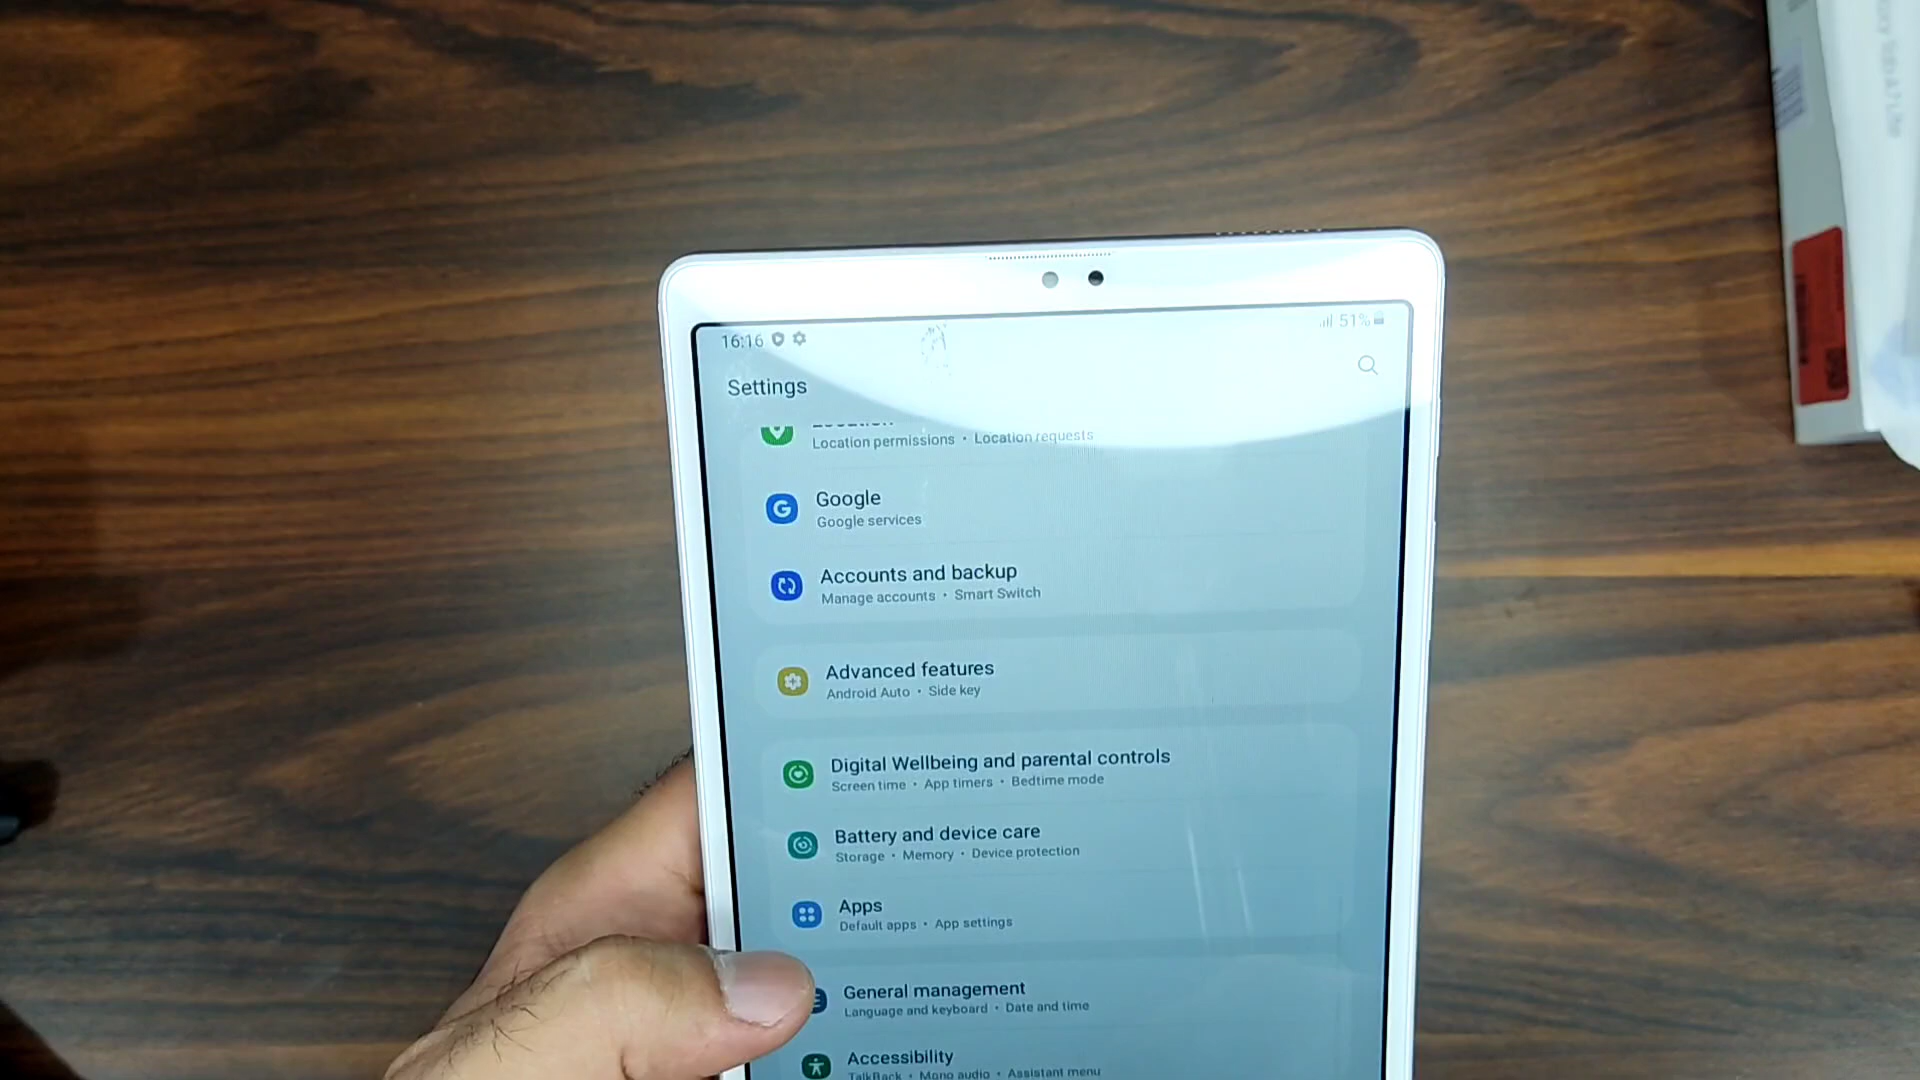 16:16
51%
Settings
Location permissions • Location requests
Google
Google services
Accounts and backup
Manage accounts • Smart Switch
Advanced features
Android Auto • Side key
Digital Wellbeing and parental controls
Screen time • App timers • Bedtime mode
Battery and device care
Storage • Memory • Device protection
Apps
Default apps • App settings
General management
Language and keyboard • Date and time
Accessibility
TalkBack • Mono audio • Assistant menu
Tab A7 Lite